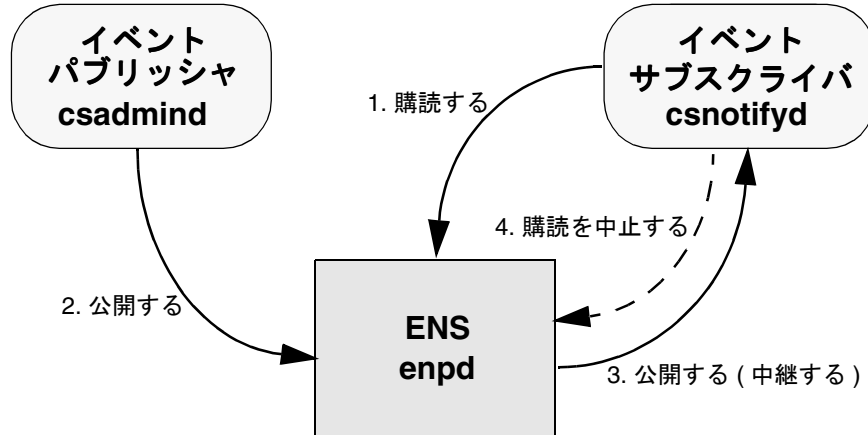 イベント
パブリッシャ
csadmind
イベント
サブスクライバ
csnotifyd
1. 購読する
4. 購読を中止する
2. 公開する
ENS
enpd
3. 公開する ( 中継する )